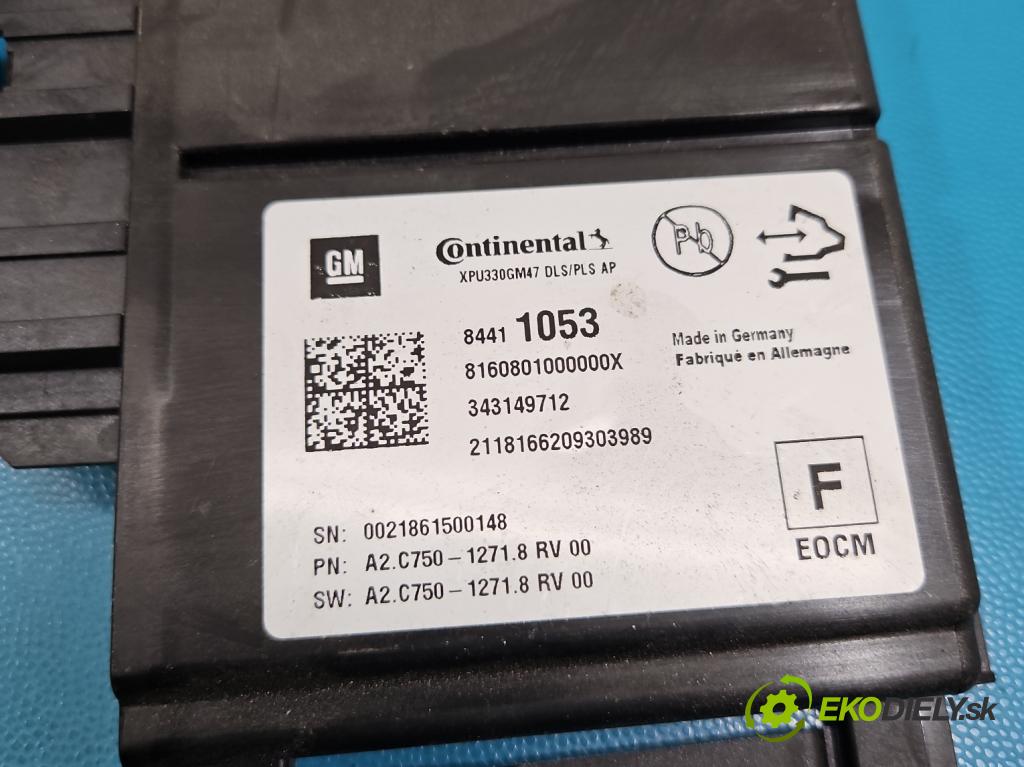 GM
Continental
XPU330GM47 DLS/PLS AP
Pb
8441 1053
8160801000000X
343149712
2118166209303989
Made in Germany
Fabriqué en Allemagne
F
EOCM
SN: 0021861500148
PN: A2.C750-1271.8 RV 00
SW: A2.C750-1271.8 RV 00
EKODIELY.sk